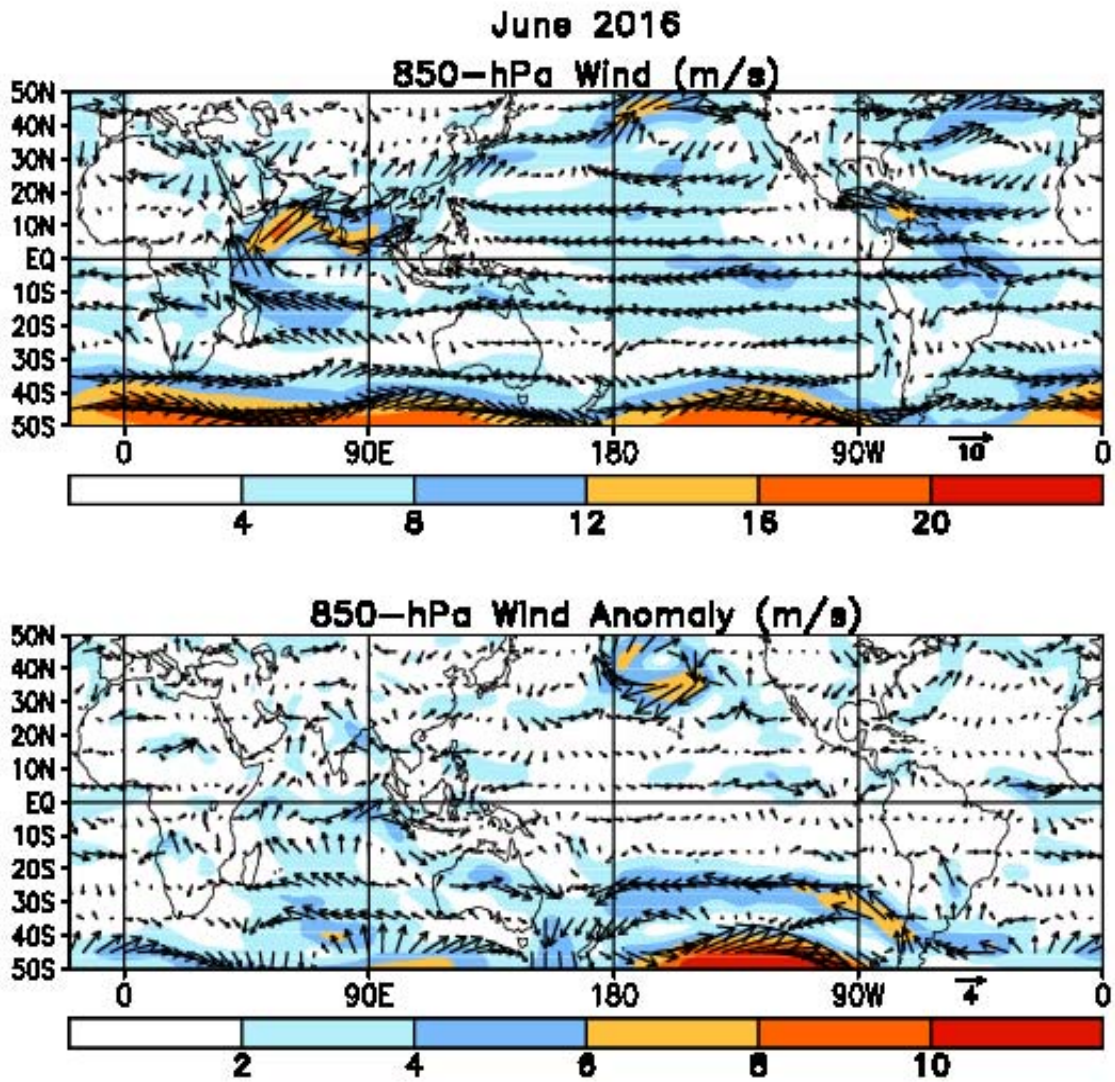 June 2016
850-hPa Wind (m/s)
50N
40N
30N
20N
10N
EQ
10S
20S
30S
40S
50S
0 90E 180 90W 10 0
4 8 12 16 20
850-hPa Wind Anomaly (m/s)
50N
40N
30N
20N
10N
EQ
10S
20S
30S
40S
50S
0 90E 180 90W 4 0
2 4 6 8 10